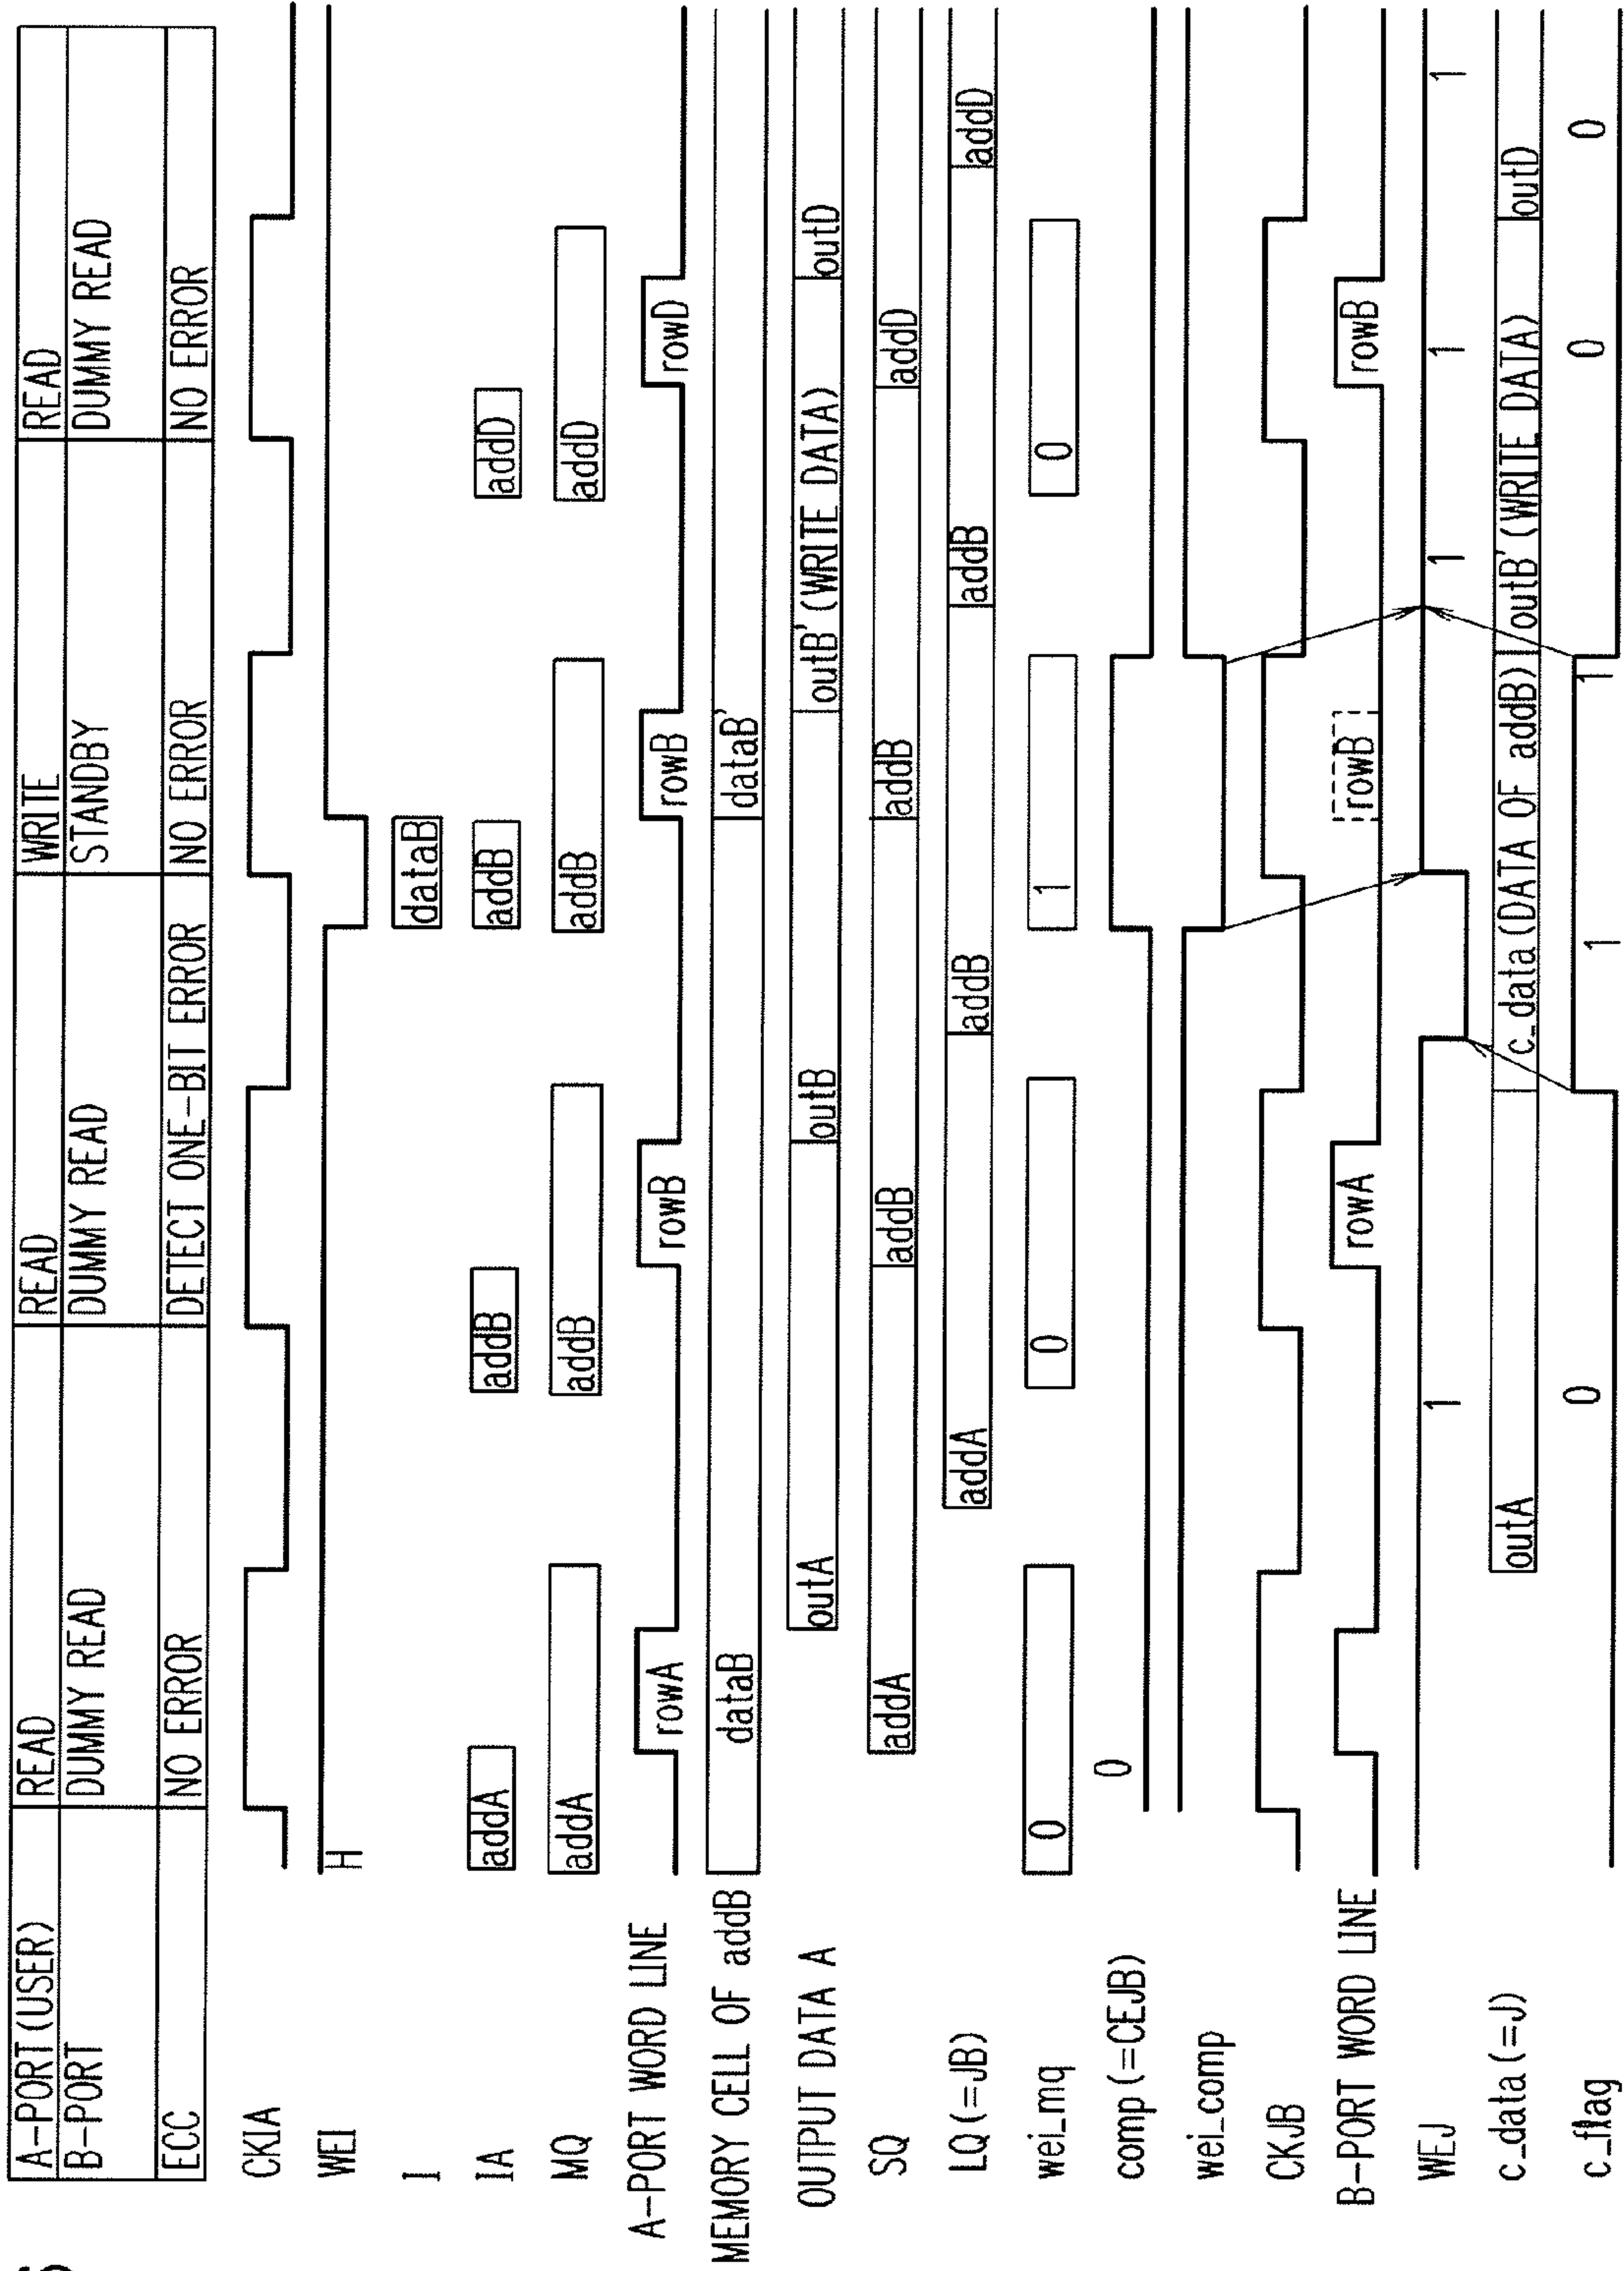 A-PORT (USER) READ READ WRITE READ
B-PORT DUMMY READ DUMMY READ STANDBY DUMMY READ
ECC NO ERROR DETECT ONE-BIT ERROR NO ERROR NO ERROR
CKIA
WEI H
I dataB
IA addA addB addB addD
MQ addA addB addB addD
A-PORT WORD LINE rowA rowB rowB rowD
MEMORY CELL OF addB dataB dataB'
OUTPUT DATA A outA outB outB' (WRITE DATA) outD
SQ addA addB addB addD
LQ (=JB) addA addB addB addD
wei_mq 0 0 1 0
comp (=CEJB) 0
wei_comp
CKJB
B-PORT WORD LINE rowA rowB rowB
WEJ 1 1 1 1
c_data (=J) outA c_data (DATA OF addB) outB' (WRITE DATA) outD
c_flag 0 1 1 0 0